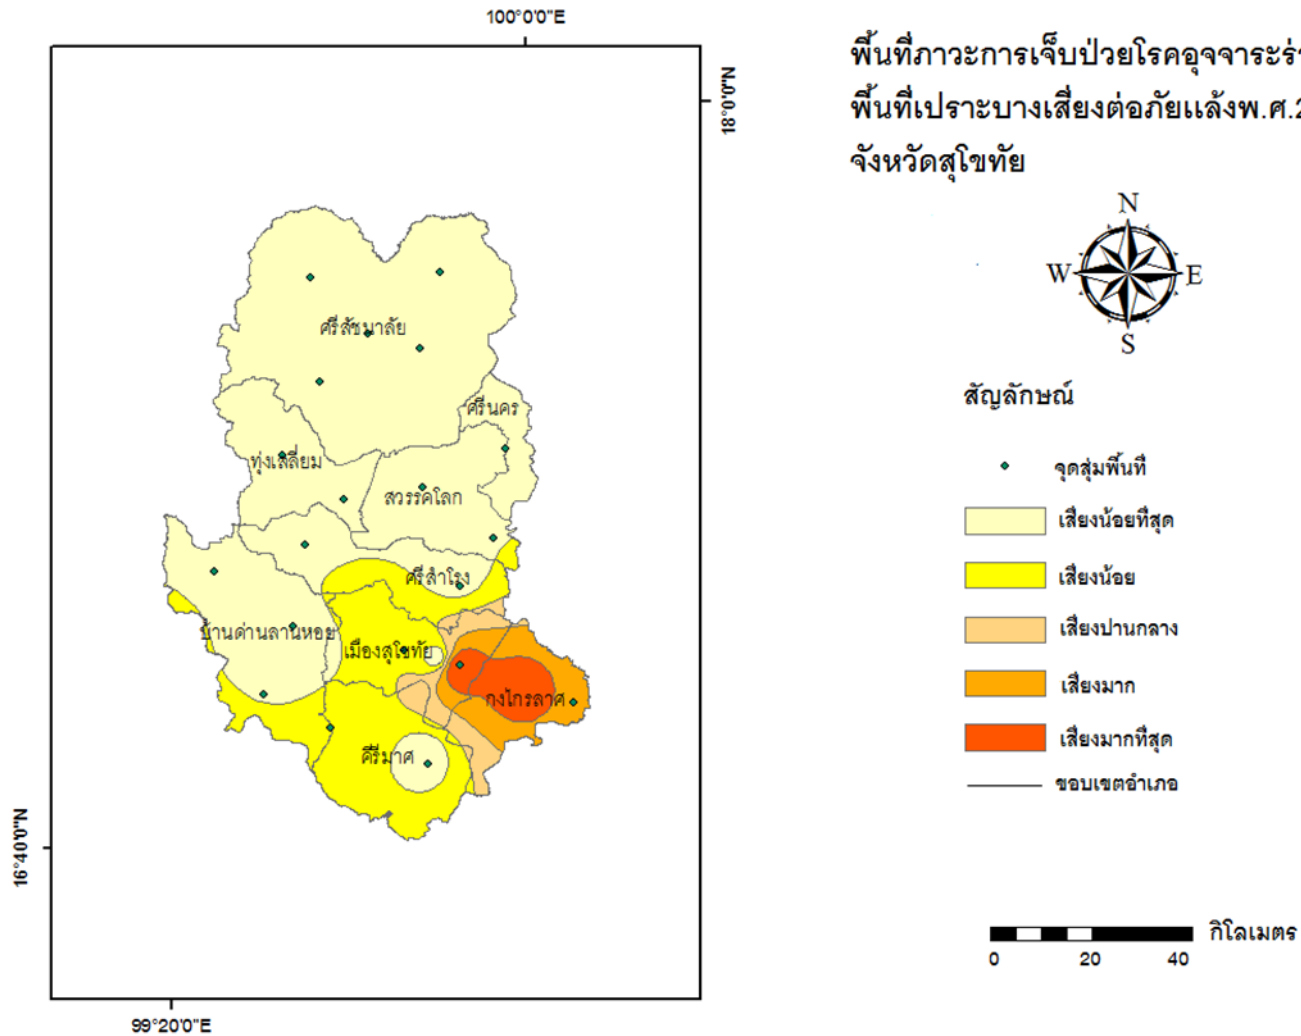 100°0'0"E
พื้นที่ภาวะการเจ็บป่วยโรคอุจจาระร่
พื้นที่เปราะบางเสี่ยงต่อภัยแล้งพ.ศ.2
จังหวัดสุโขทัย
18°0'0"N
N
W
E
S
ศรีสัชนาลัย
สัญลักษณ์
ศรีนคร
ทุ่งเสลี่ยม
สวรรคโลก
จุดสุ่มพื้นที่
เสี่ยงน้อยที่สุด
ศรีสำโรง
เสี่ยงน้อย
บ้านด่านลานหอย
เมืองสุโขทัย
เสี่ยงปานกลาง
กงไกรลาศ
เสี่ยงมาก
คีรีมาศ
เสี่ยงมากที่สุด
ขอบเขตอำเภอ
16°40'0"N
กิโลเมตร
0 20 40
99°20'0"E